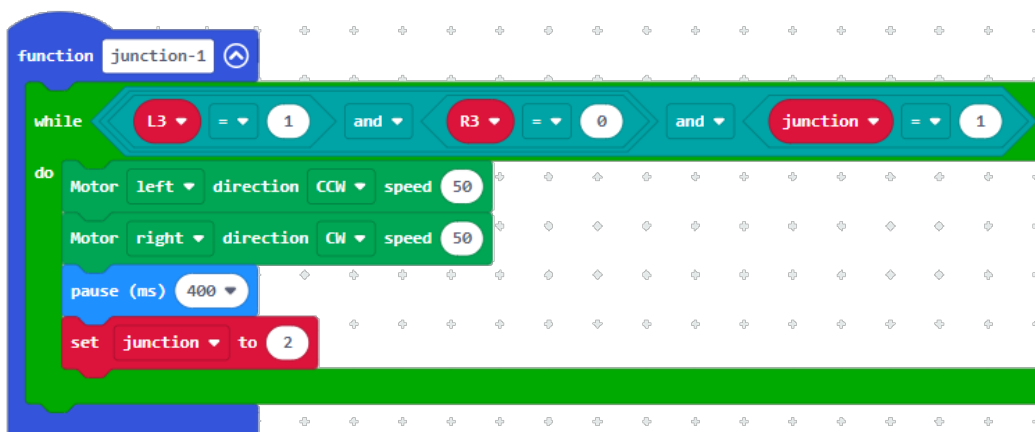 function junction-1
while L3 = 1 and R3 = 0 and junction = 1
do
Motor left direction CCW speed 50
Motor right direction CW speed 50
pause (ms) 400
set junction to 2